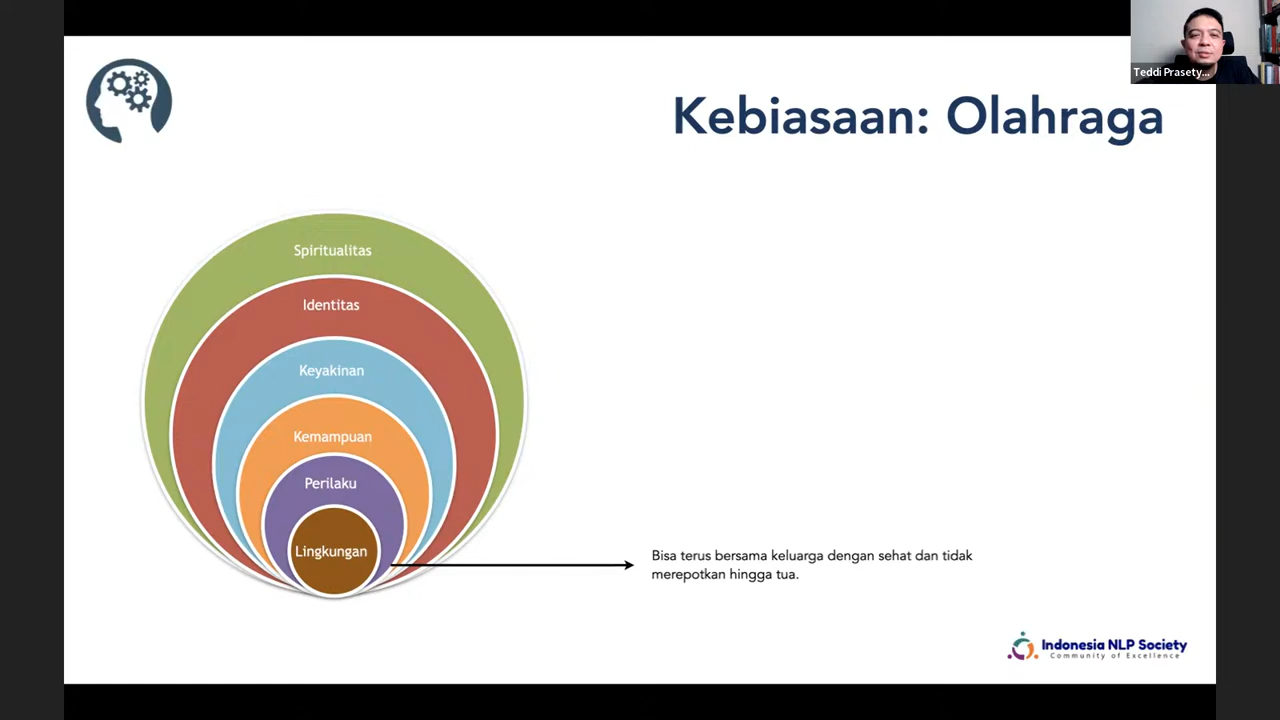 Teddi Prasety...
Kebiasaan: Olahraga
Spiritualitas
Identitas
Keyakinan
Kemampuan
Perilaku
Lingkungan
Bisa terus bersama keluarga dengan sehat dan tidak
merepotkan hingga tua.
Indonesia NLP Society
Community of Excellence